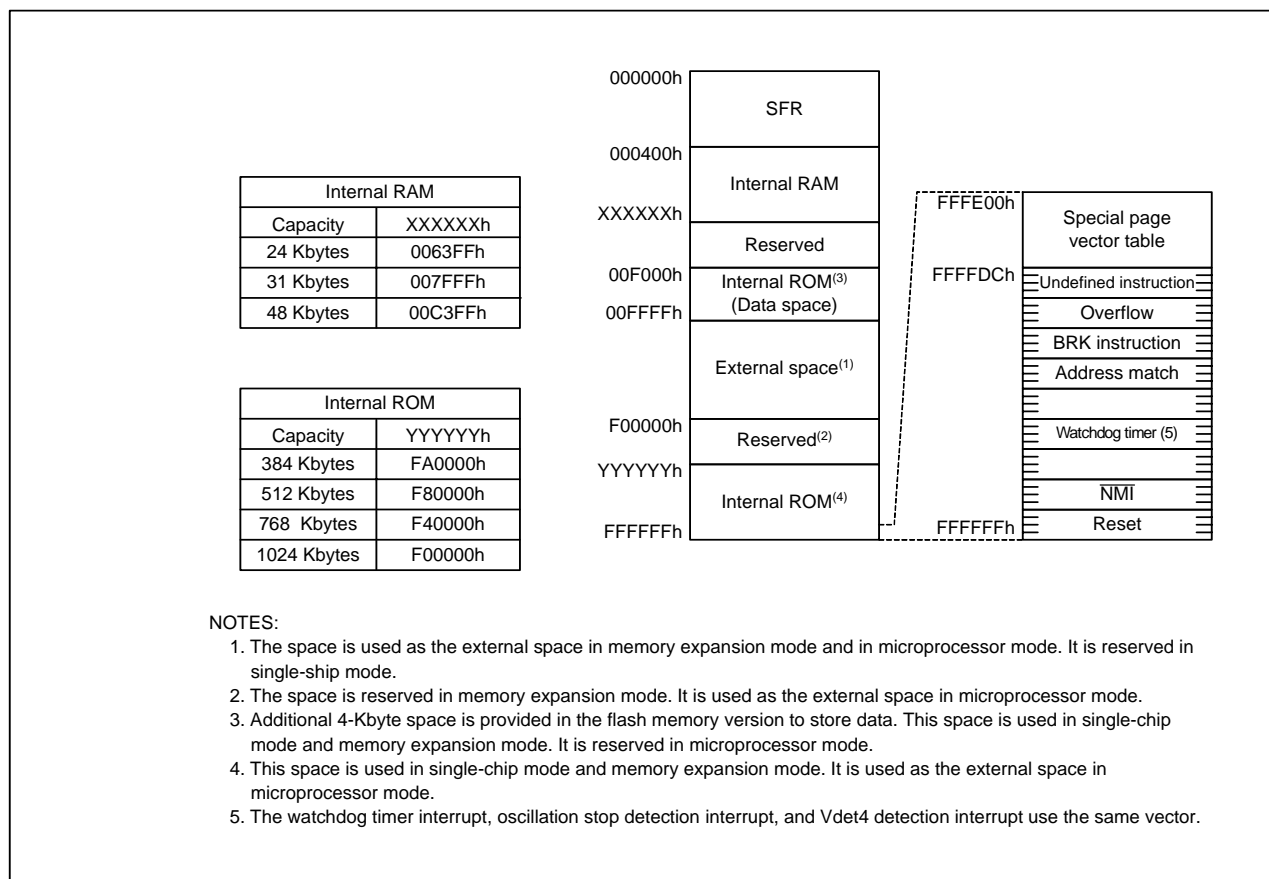 Internal RAM
Capacity XXXXXXh
24 Kbytes 0063FFh
31 Kbytes 007FFFh
48 Kbytes 00C3FFh
Internal ROM
Capacity YYYYYYh
384 Kbytes FA0000h
512 Kbytes F80000h
768 Kbytes F40000h
1024 Kbytes F00000h
000000h
SFR
000400h
Internal RAM
XXXXXXh
Reserved
00F000h
Internal ROM(3)
(Data space)
00FFFFh
External space(1)
F00000h
Reserved(2)
YYYYYYh
Internal ROM(4)
FFFFFFh
FFFE00h
Special page
vector table
FFFFDCh
Undefined instruction
Overflow
BRK instruction
Address match
Watchdog timer (5)
NMI
Reset
FFFFFFh
NOTES:
1. The space is used as the external space in memory expansion mode and in microprocessor mode. It is reserved in
single-ship mode.
2. The space is reserved in memory expansion mode. It is used as the external space in microprocessor mode.
3. Additional 4-Kbyte space is provided in the flash memory version to store data. This space is used in single-chip
mode and memory expansion mode. It is reserved in microprocessor mode.
4. This space is used in single-chip mode and memory expansion mode. It is used as the external space in
microprocessor mode.
5. The watchdog timer interrupt, oscillation stop detection interrupt, and Vdet4 detection interrupt use the same vector.